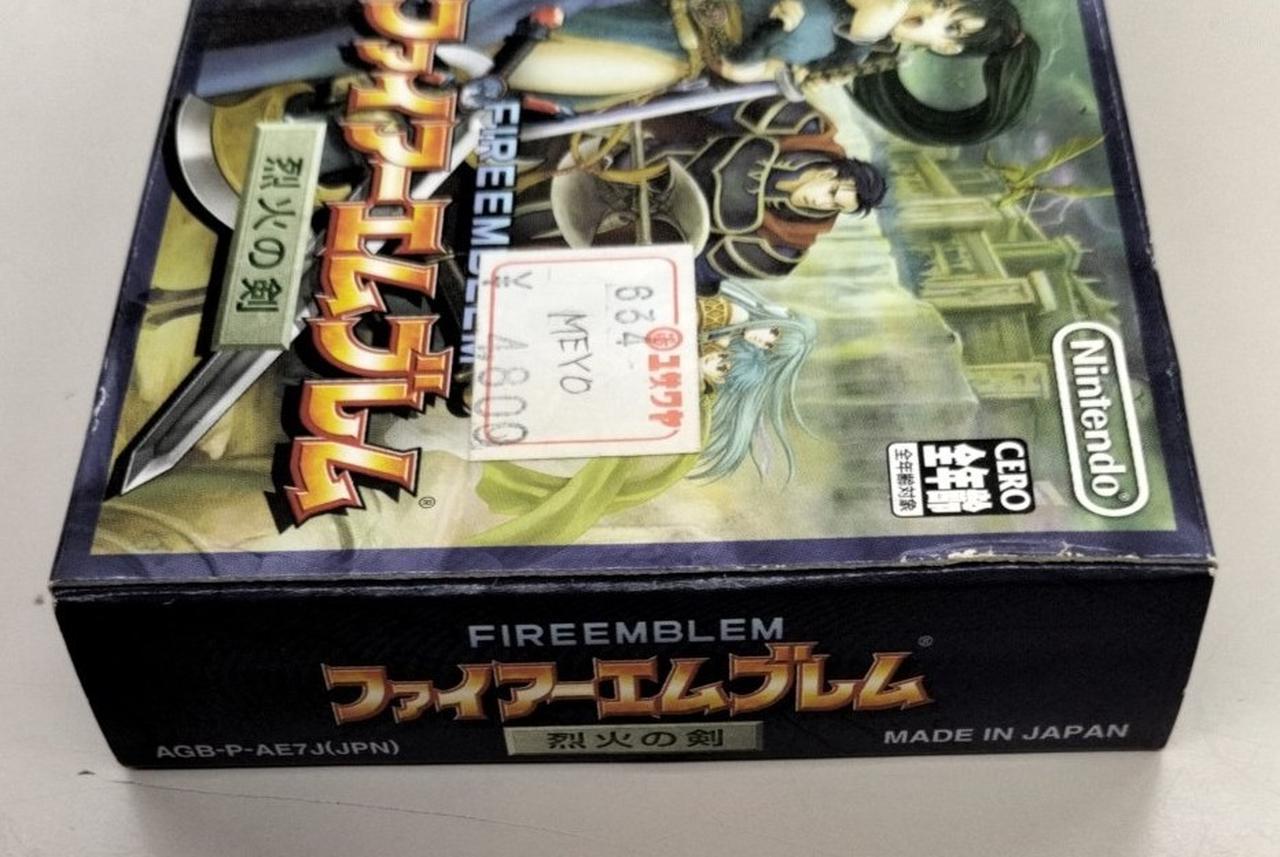 ファイアーエムブレム
®
FIREEMBLEM
烈火の剣
ユザワヤ
634
MEYO
¥ 4800
Nintendo®
CERO
全年齢
全年齢対象
FIREEMBLEM
ファイアーエムブレム
®
烈火の剣
AGB-P-AE7J(JPN)
MADE IN JAPAN